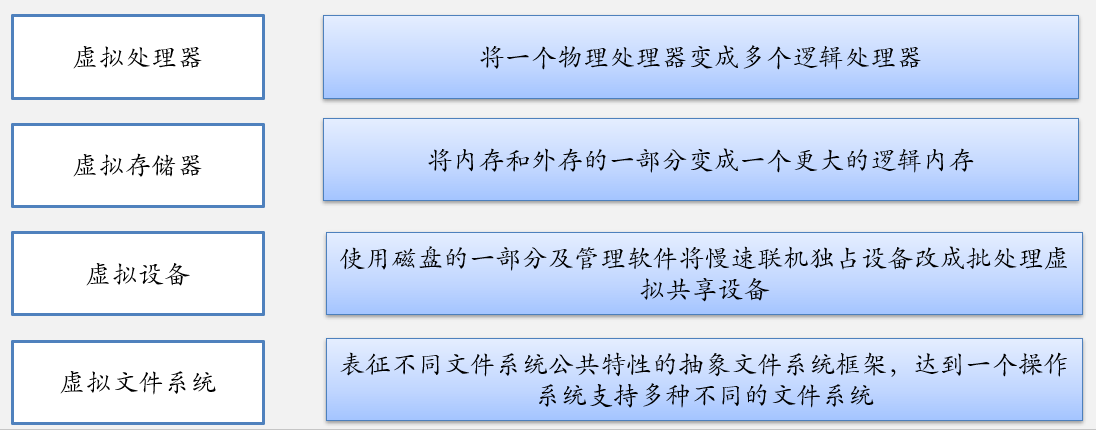 虚拟处理器
将一个物理处理器变成多个逻辑处理器
虚拟存储器
将内存和外存的一部分变成一个更大的逻辑内存
虚拟设备
使用磁盘的一部分及管理软件将慢速联机独占设备改成批处理虚
拟共享设备
虚拟文件系统
表征不同文件系统公共特性的抽象文件系统框架，达到一个操作
系统支持多种不同的文件系统